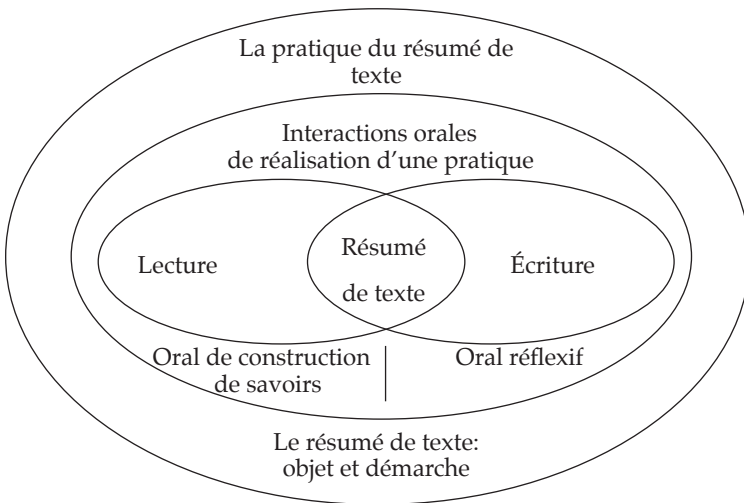 La pratique du résumé de
texte
Interactions orales
de réalisation d’une pratique
Lecture
Résumé
de texte
Écriture
Oral de construction
de savoirs
Oral réflexif
Le résumé de texte:
objet et démarche